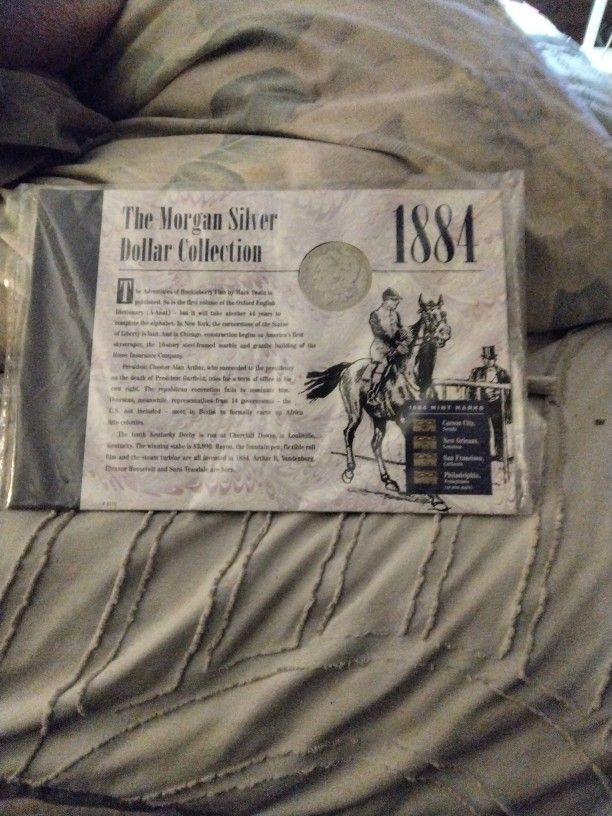 The Morgan Silver
Dollar Collection
1884
The Adventures of Huckleberry Finn by Mark Twain is
published. So is the first volume of the Oxford English
Dictionary (A-Anat) – but it will take another 44 years to
complete the alphabet. In New York, the cornerstone of the Statue
of Liberty is laid. And in Chicago, construction begins on America's first
skyscraper, the 10-story steel-framed marble and granite building of the
Home Insurance Company.
President Chester Alan Arthur, who succeeded to the presidency
on the death of President Garfield, tries for a term of office in his
own right. The republican convention fails to nominate him.
Overseas, meanwhile, representatives from 14 governments – the
U.S. not included – meet in Berlin to formally carve up Africa
into colonies.
The tenth Kentucky Derby is run at Churchill Downs in Louisville,
Kentucky. The winning stake is $3,890. Rayon, the fountain pen, flexible roll
film and the steam turbine are all invented in 1884. Arthur H. Vandenburg,
Eleanor Roosevelt and Sara Teasdale are born.
1884 MINT MARKS
Carson City,
Nevada
New Orleans,
Louisiana
San Francisco,
California
Philadelphia,
Pennsylvania
(no mint mark)